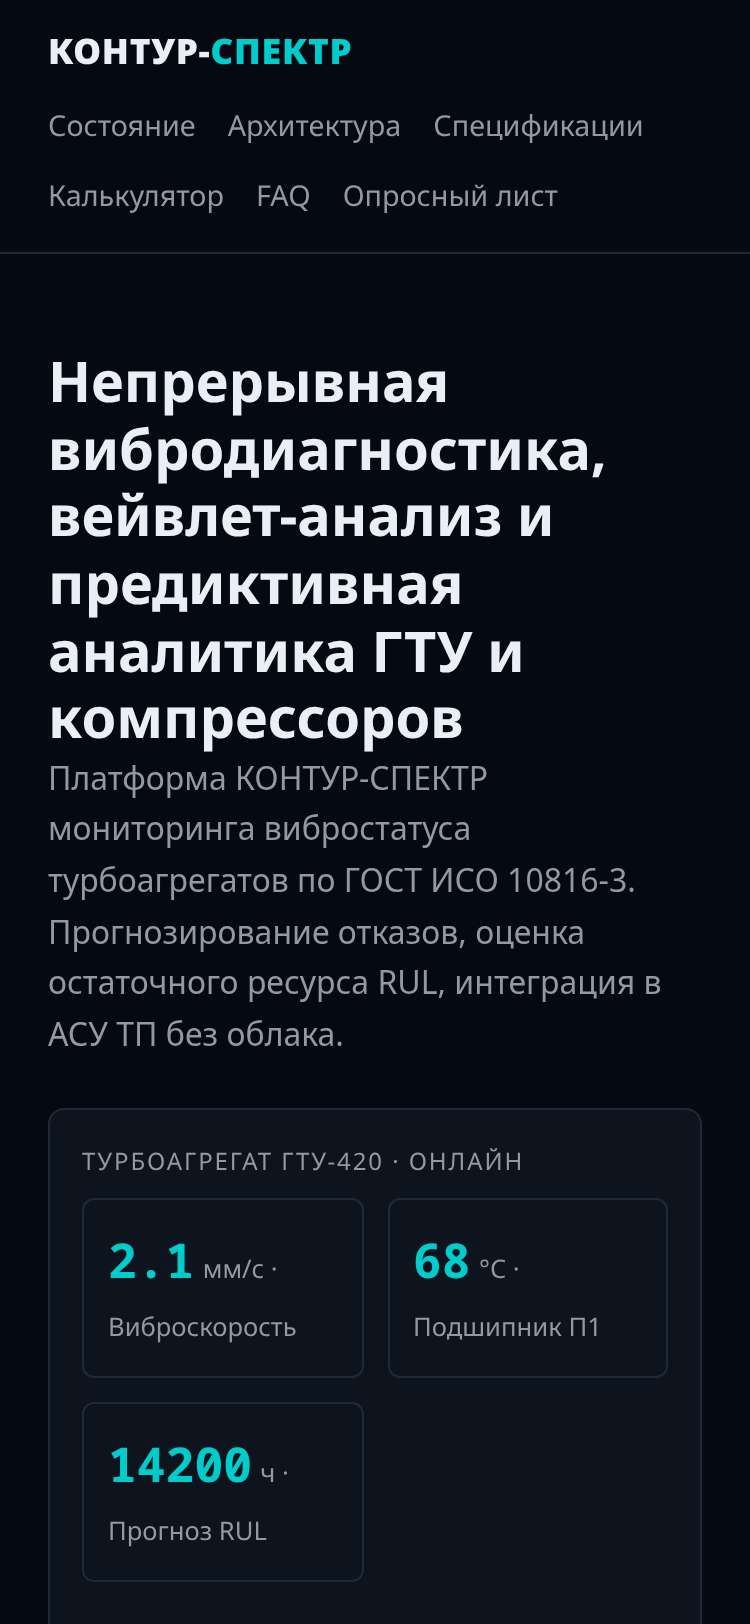 КОНТУР-СПЕКТР
Состояние Архитектура Спецификации
Калькулятор FAQ Опросный лист
Непрерывная
вибродиагностика,
вейвлет-анализ и
предиктивная
аналитика ГТУ и
компрессоров
Платформа КОНТУР-СПЕКТР
мониторинга вибростатуса
турбоагрегатов по ГОСТ ИСО 10816-3.
Прогнозирование отказов, оценка
остаточного ресурса RUL, интеграция в
АСУ ТП без облака.
ТУРБОАГРЕГАТ ГТУ-420 · ОНЛАЙН
2.1 мм/с ·
Виброскорость
68 °C ·
Подшипник П1
14200 ч ·
Прогноз RUL